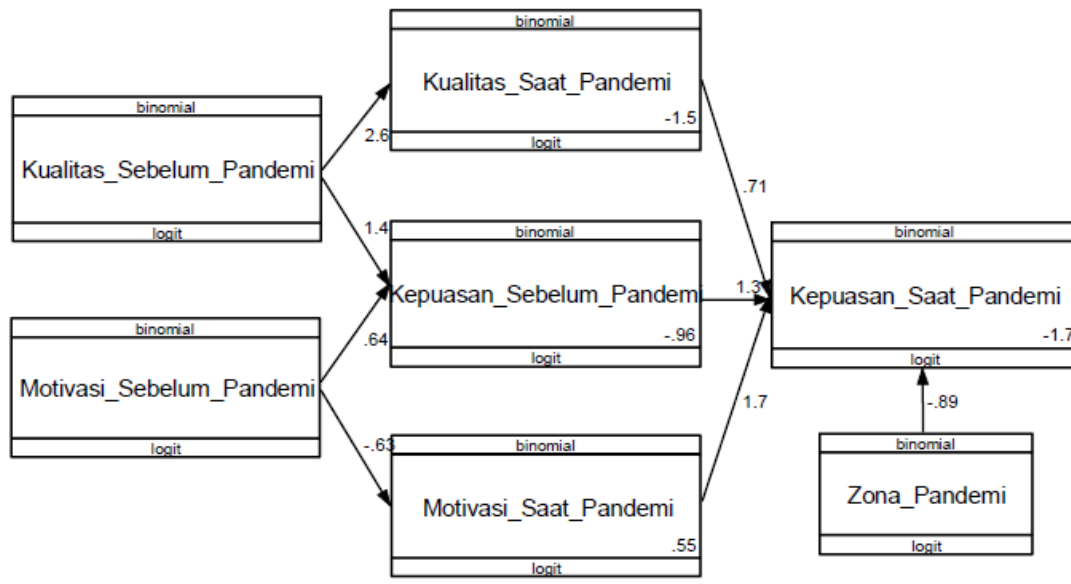 binomial
Kualitas_Sebelum_Pandemi
logit
binomial
Motivasi_Sebelum_Pandemi
logit
2.6
1.4
.64
-.63
binomial
Kualitas_Saat_Pandemi
-1.5
logit
binomial
Kepuasan_Sebelum_Pandemi
-.96
logit
binomial
Motivasi_Saat_Pandemi
.55
logit
.71
1.3
1.7
binomial
Kepuasan_Saat_Pandemi
-1.7
logit
-.89
binomial
Zona_Pandemi
logit